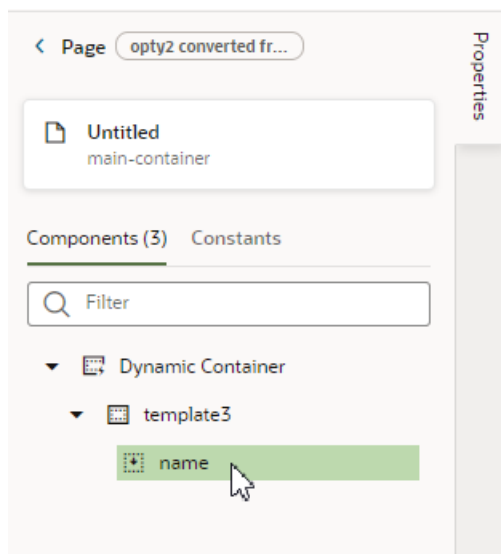 Page opty2 converted fr...
Properties
Untitled
main-container
Components (3) Constants
Filter
Dynamic Container
template3
name